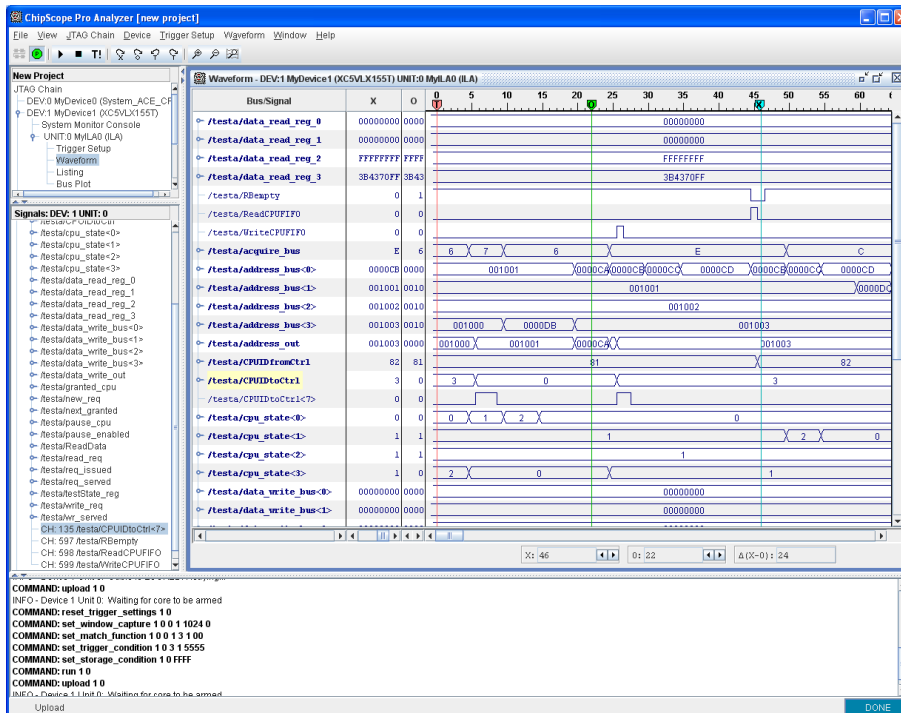 ChipScope Pro Analyzer [new project]
File View JTAG Chain Device Trigger Setup Waveform Window Help
T!
New Project
JTAG Chain
DEV:0 MyDevice0 (System_ACE_CF
DEV:1 MyDevice1 (XC5VLX155T)
System Monitor Console
UNIT:0 MyILA0 (ILA)
Trigger Setup
Waveform
Listing
Bus Plot
Signals: DEV: 1 UNIT: 0
/testa/CPUIDtoCtrl
/testa/cpu_state<0>
/testa/cpu_state<1>
/testa/cpu_state<2>
/testa/cpu_state<3>
/testa/data_read_reg_0
/testa/data_read_reg_1
/testa/data_read_reg_2
/testa/data_read_reg_3
/testa/data_write_bus<0>
/testa/data_write_bus<1>
/testa/data_write_bus<2>
/testa/data_write_bus<3>
/testa/data_write_out
/testa/granted_cpu
/testa/new_req
/testa/next_granted
/testa/pause_cpu
/testa/pause_enabled
/testa/ReadData
/testa/read_req
/testa/req_issued
/testa/req_served
/testa/testState_reg
/testa/write_req
/testa/wr_served
CH: 135 /testa/CPUIDtoCtrl<7>
CH: 597 /testa/RBempty
CH: 598 /testa/ReadCPUFIFO
CH: 599 /testa/WriteCPUFIFO
Waveform - DEV:1 MyDevice1 (XC5VLX155T) UNIT:0 MyILA0 (ILA)
Bus/Signal X O 0 5 10 15 20 25 30 35 40 45 50 55 60
T O X
/testa/data_read_reg_0 00000000 0000 00000000
/testa/data_read_reg_1 00000000 0000 00000000
/testa/data_read_reg_2 FFFFFFFF FFFF FFFFFFFF
/testa/data_read_reg_3 3B4370FF 3B43 3B4370FF
/testa/RBempty 0 1
/testa/ReadCPUFIFO 0 0
/testa/WriteCPUFIFO 0 0
/testa/acquire_bus E 6 6 7 6 E C
/testa/address_bus<0> 0000CB 0000 001001 0000CA 0000CB 0000CC 0000CD 0000CB 0000CC 0000CD
/testa/address_bus<1> 001001 0010 001001 0000DC
/testa/address_bus<2> 001002 0010 001002
/testa/address_bus<3> 001003 0010 001000 0000DB 001003
/testa/address_out 001003 0000 001000 001001 0000CA 001003
/testa/CPUIDfromCtrl 82 81 81 82
/testa/CPUIDtoCtrl 3 0 3 0 3
/testa/CPUIDtoCtrl<7> 0 0
/testa/cpu_state<0> 0 0 0 1 2 0
/testa/cpu_state<1> 1 1 1 2 0
/testa/cpu_state<2> 1 1 1
/testa/cpu_state<3> 1 0 2 0 1
/testa/data_write_bus<0> 00000000 0000 00000000
/testa/data_write_bus<1> 00000000 0000 00000000
X: 46 O: 22 Δ(X-O): 24
COMMAND: upload 1 0
INFO - Device 1 Unit 0: Waiting for core to be armed
COMMAND: reset_trigger_settings 1 0
COMMAND: set_window_capture 1 0 0 1 1024 0
COMMAND: set_match_function 1 0 0 1 3 1 00
COMMAND: set_trigger_condition 1 0 3 1 5555
COMMAND: set_storage_condition 1 0 FFFF
COMMAND: run 1 0
COMMAND: upload 1 0
INFO - Device 1 Unit 0: Waiting for core to be armed
Upload DONE